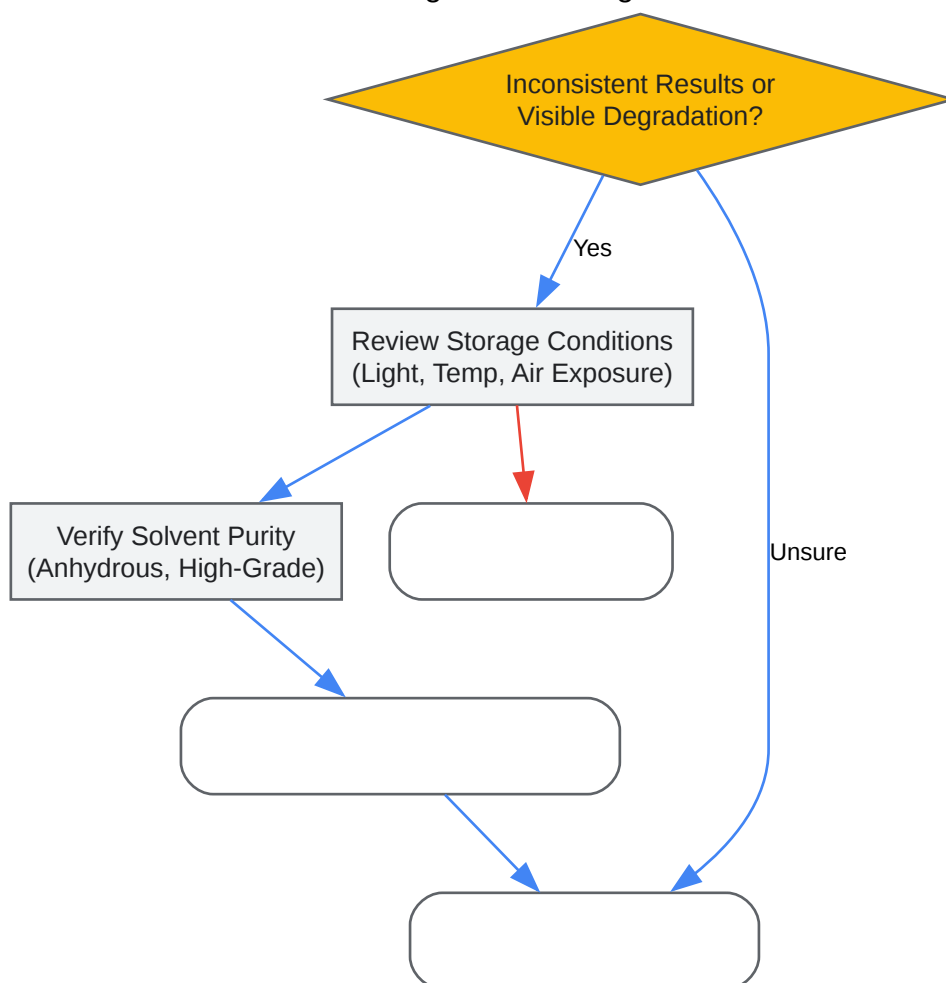 Inconsistent Results or
Visible Degradation?
Yes
Review Storage Conditions
(Light, Temp, Air Exposure)
Verify Solvent Purity
(Anhydrous, High-Grade)
Unsure